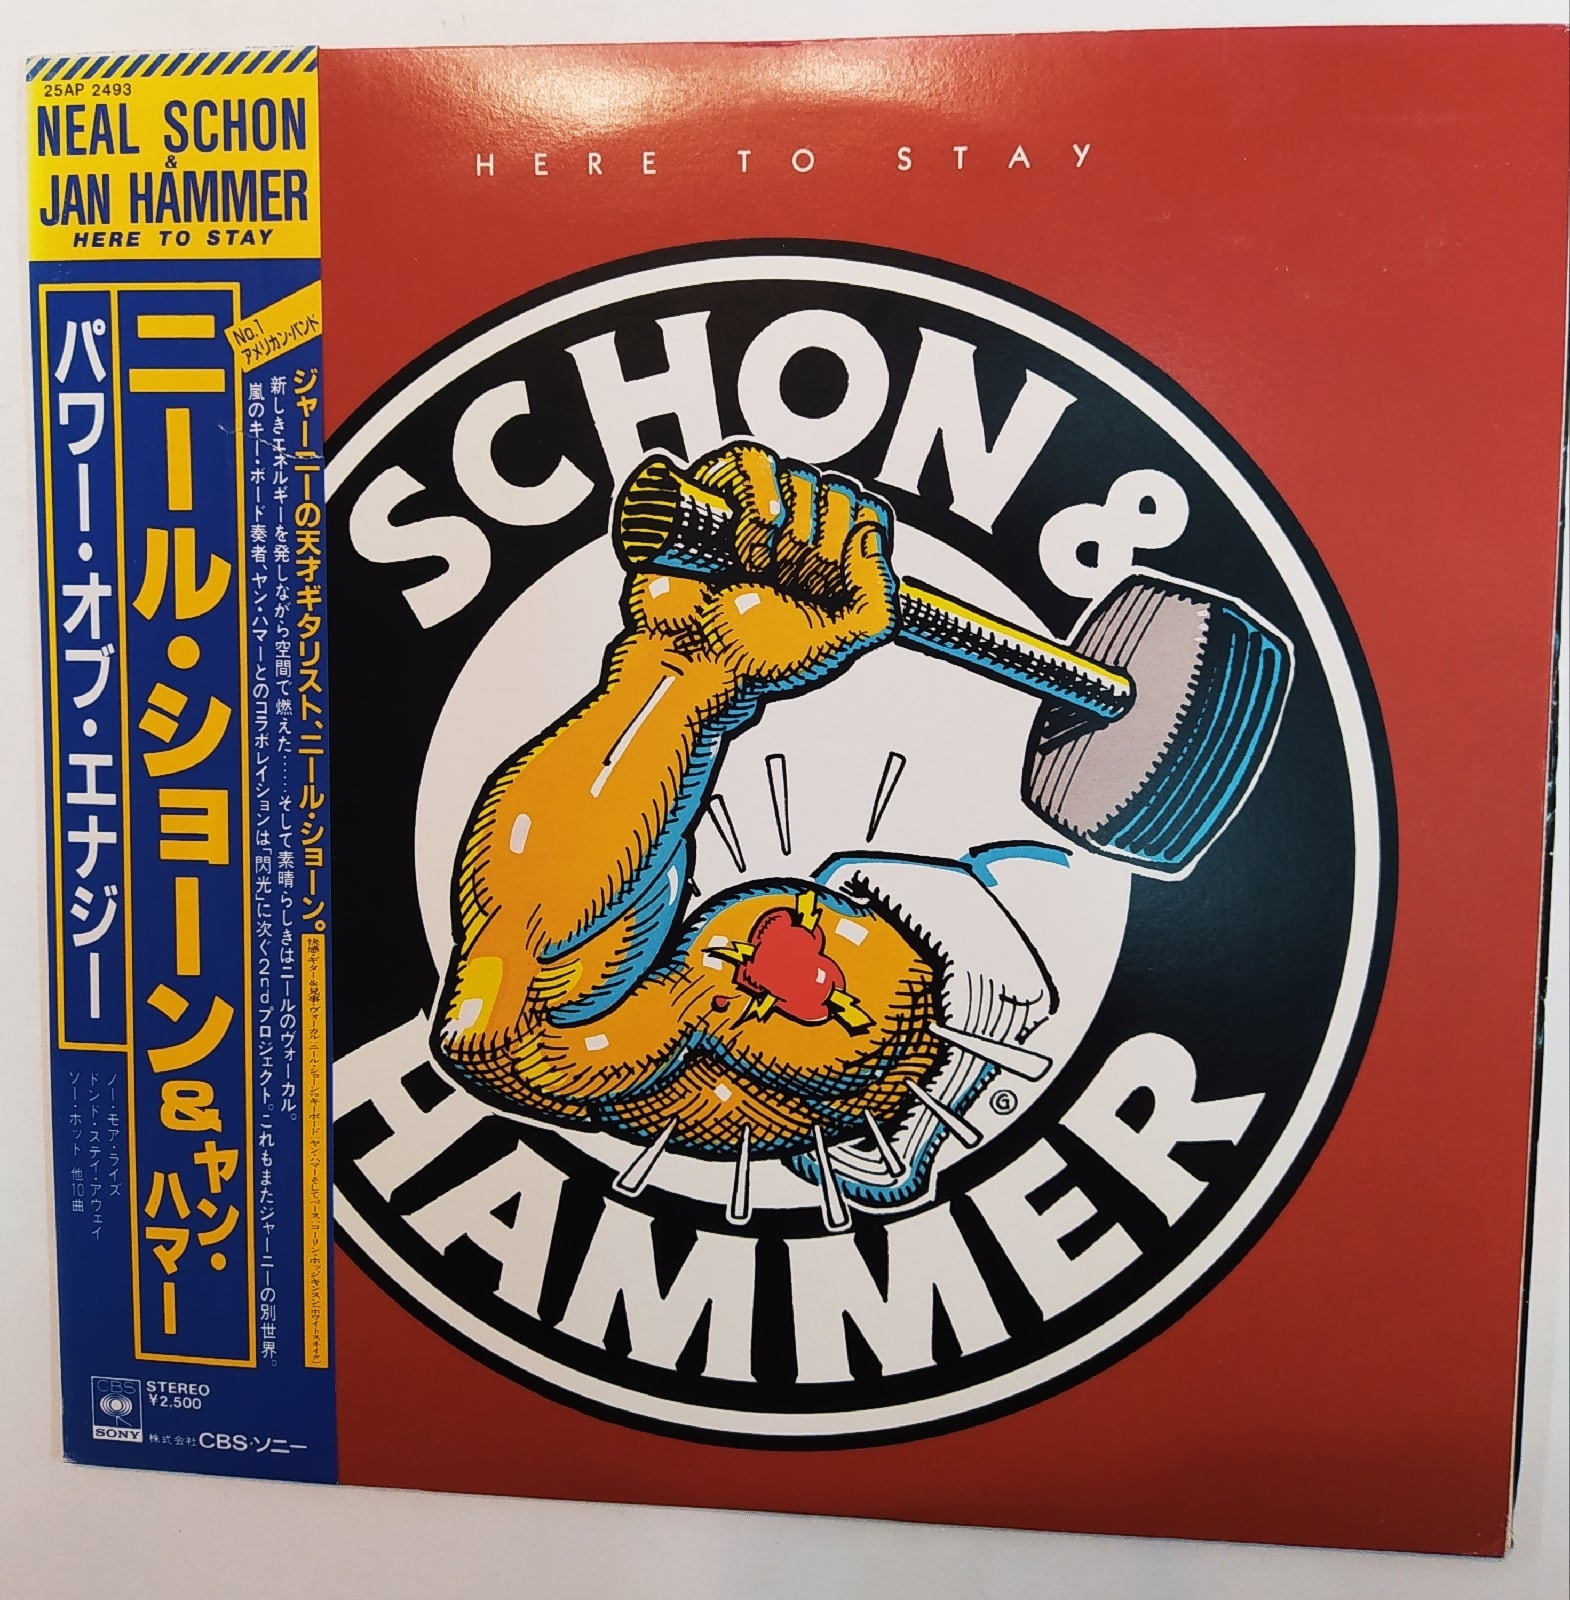 25AP 2493
NEAL SCHON
&
JAN HAMMER
HERE TO STAY
No.1
アメリカン・バンド
ジャーニーの天才ギタリスト、ニール・ショーン。
新しきエネルギーを発しながら空間で燃えた……そして素晴らしきはニールのヴォーカル。
嵐のキー・ボード奏者、ヤン・ハマーとのコラボレイションは「閃光」に次ぐ2ndプロジェクト。これもまたジャーニーの別世界。
ニール・ショーン&ヤン・
ハマー
パワー・オブ・エナジー
ノー・モア・ライズ
ドンド・ステイ・アウェイ
ソー・ホット 他10曲
CBS
SONY
STEREO
¥2,500
株式会社CBS・ソニー
HERE TO STAY
SCHON &
HAMMER
G